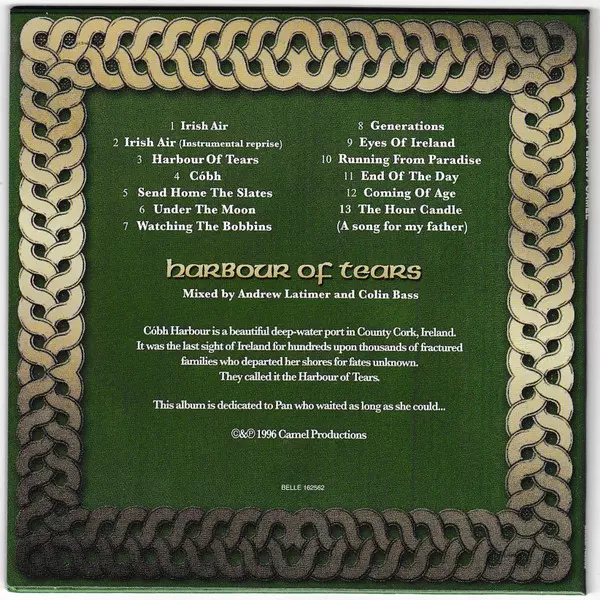 1 Irish Air
2 Irish Air (Instrumental reprise)
3 Harbour Of Tears
4 Cóbh
5 Send Home The Slates
6 Under The Moon
7 Watching The Bobbins
8 Generations
9 Eyes Of Ireland
10 Running From Paradise
11 End Of The Day
12 Coming Of Age
13 The Hour Candle
(A song for my father)
harbour of tears
Mixed by Andrew Latimer and Colin Bass
Cóbh Harbour is a beautiful deep-water port in County Cork, Ireland.
It was the last sight of Ireland for hundreds upon thousands of fractured
families who departed her shores for fates unknown.
They called it the Harbour of Tears.
This album is dedicated to Pan who waited as long as she could...
©&℗ 1996 Camel Productions
BELLE 162562